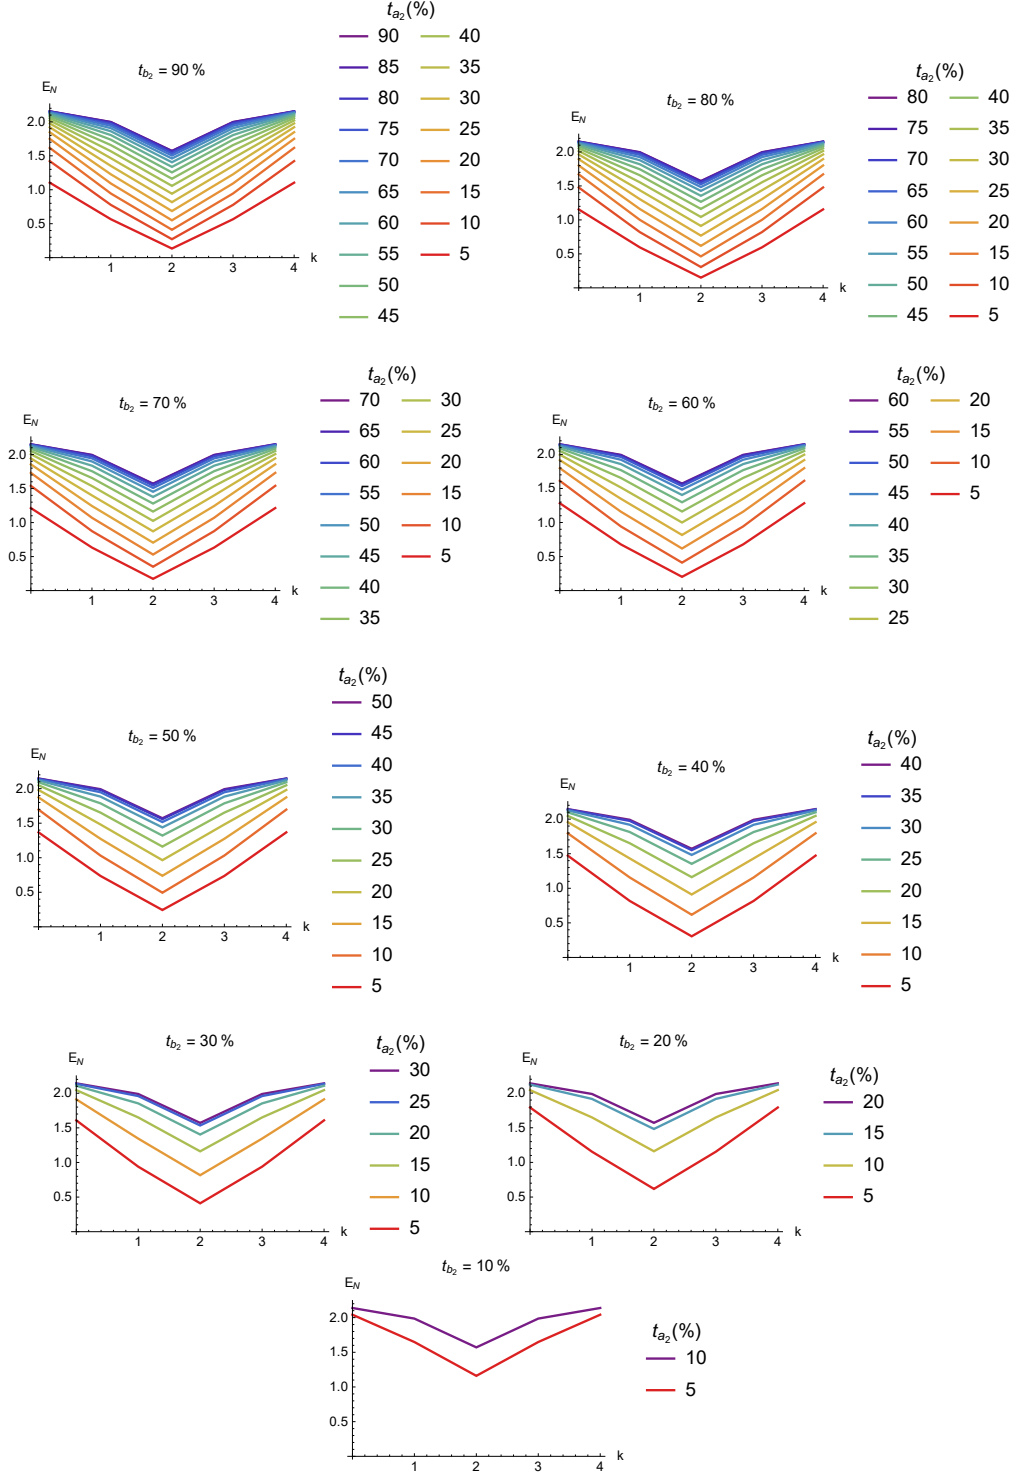 t_{a_2}(%)
90 40
85 35
80 30
75 25
70 20
65 15
60 10
55 5
50
45
t_{b_2} = 90 %
E_N
2.0
1.5
1.0
0.5
1 2 3 4 k
t_{a_2}(%)
80 40
75 35
70 30
65 25
60 20
55 15
50 10
45 5
t_{b_2} = 80 %
E_N
2.0
1.5
1.0
0.5
1 2 3 4 k
t_{a_2}(%)
70 30
65 25
60 20
55 15
50 10
45 5
40
35
t_{b_2} = 70 %
E_N
2.0
1.5
1.0
0.5
1 2 3 4 k
t_{a_2}(%)
60 20
55 15
50 10
45 5
40
35
30
25
t_{b_2} = 60 %
E_N
2.0
1.5
1.0
0.5
1 2 3 4 k
t_{a_2}(%)
50
45
40
35
30
25
20
15
10
5
t_{b_2} = 50 %
E_N
2.0
1.5
1.0
0.5
1 2 3 4 k
t_{a_2}(%)
40
35
30
25
20
15
10
5
t_{b_2} = 40 %
E_N
2.0
1.5
1.0
0.5
1 2 3 4 k
t_{b_2} = 30 %
E_N
2.0
1.5
1.0
0.5
1 2 3 4 k
t_{a_2}(%)
30
25
20
15
10
5
t_{b_2} = 20 %
E_N
2.0
1.5
1.0
0.5
1 2 3 4 k
t_{a_2}(%)
20
15
10
5
t_{b_2} = 10 %
E_N
2.0
1.5
1.0
0.5
1 2 3 4 k
t_{a_2}(%)
10
5